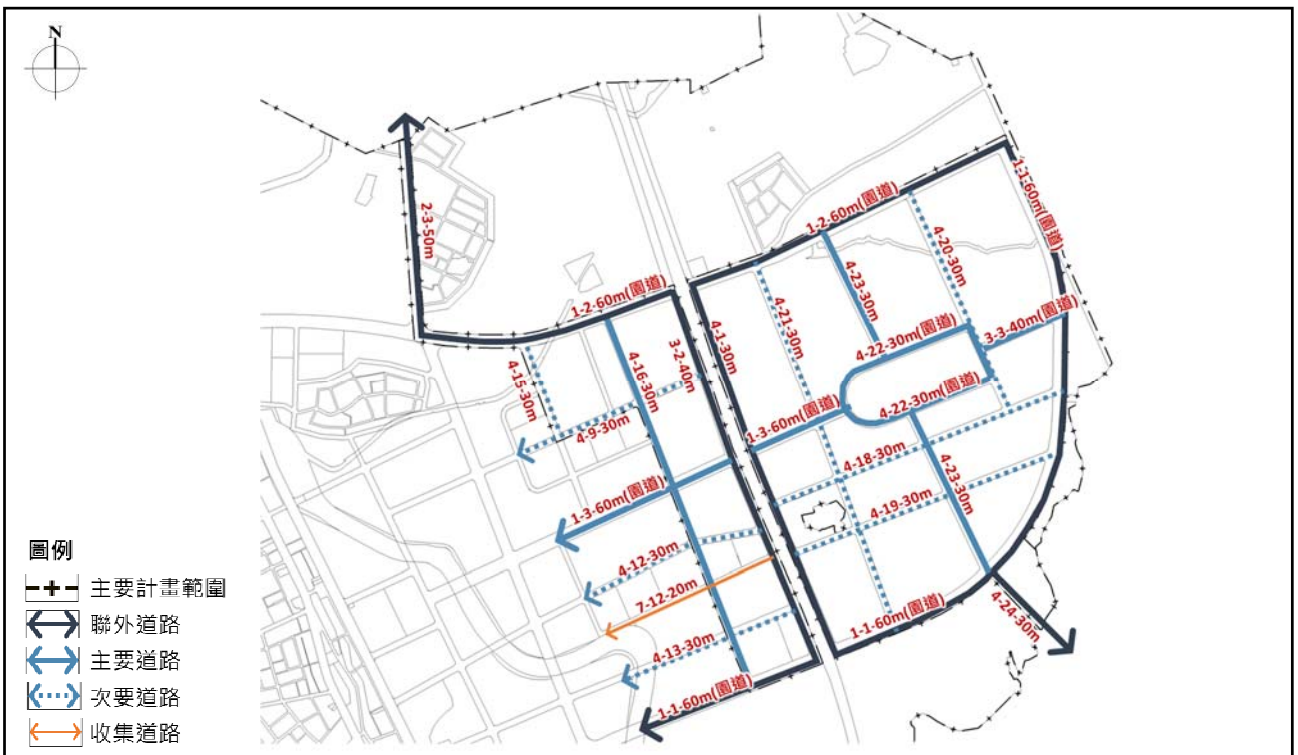 N
2-3-50m
1-2-60m(園道)
1-1-60m(園道)
1-2-60m(園道)
4-20-30m
4-23-30m
4-21-30m
4-1-30m
3-2-40m
4-16-30m
4-15-30m
3-3-40m(園道)
4-22-30m(園道)
4-22-30m(園道)
1-3-60m(園道)
4-9-30m
4-18-30m
4-23-30m
4-19-30m
1-3-60m(園道)
4-12-30m
7-12-20m
4-13-30m
1-1-60m(園道)
4-24-30m
1-1-60m(園道)
圖例
主要計畫範圍
聯外道路
主要道路
次要道路
收集道路